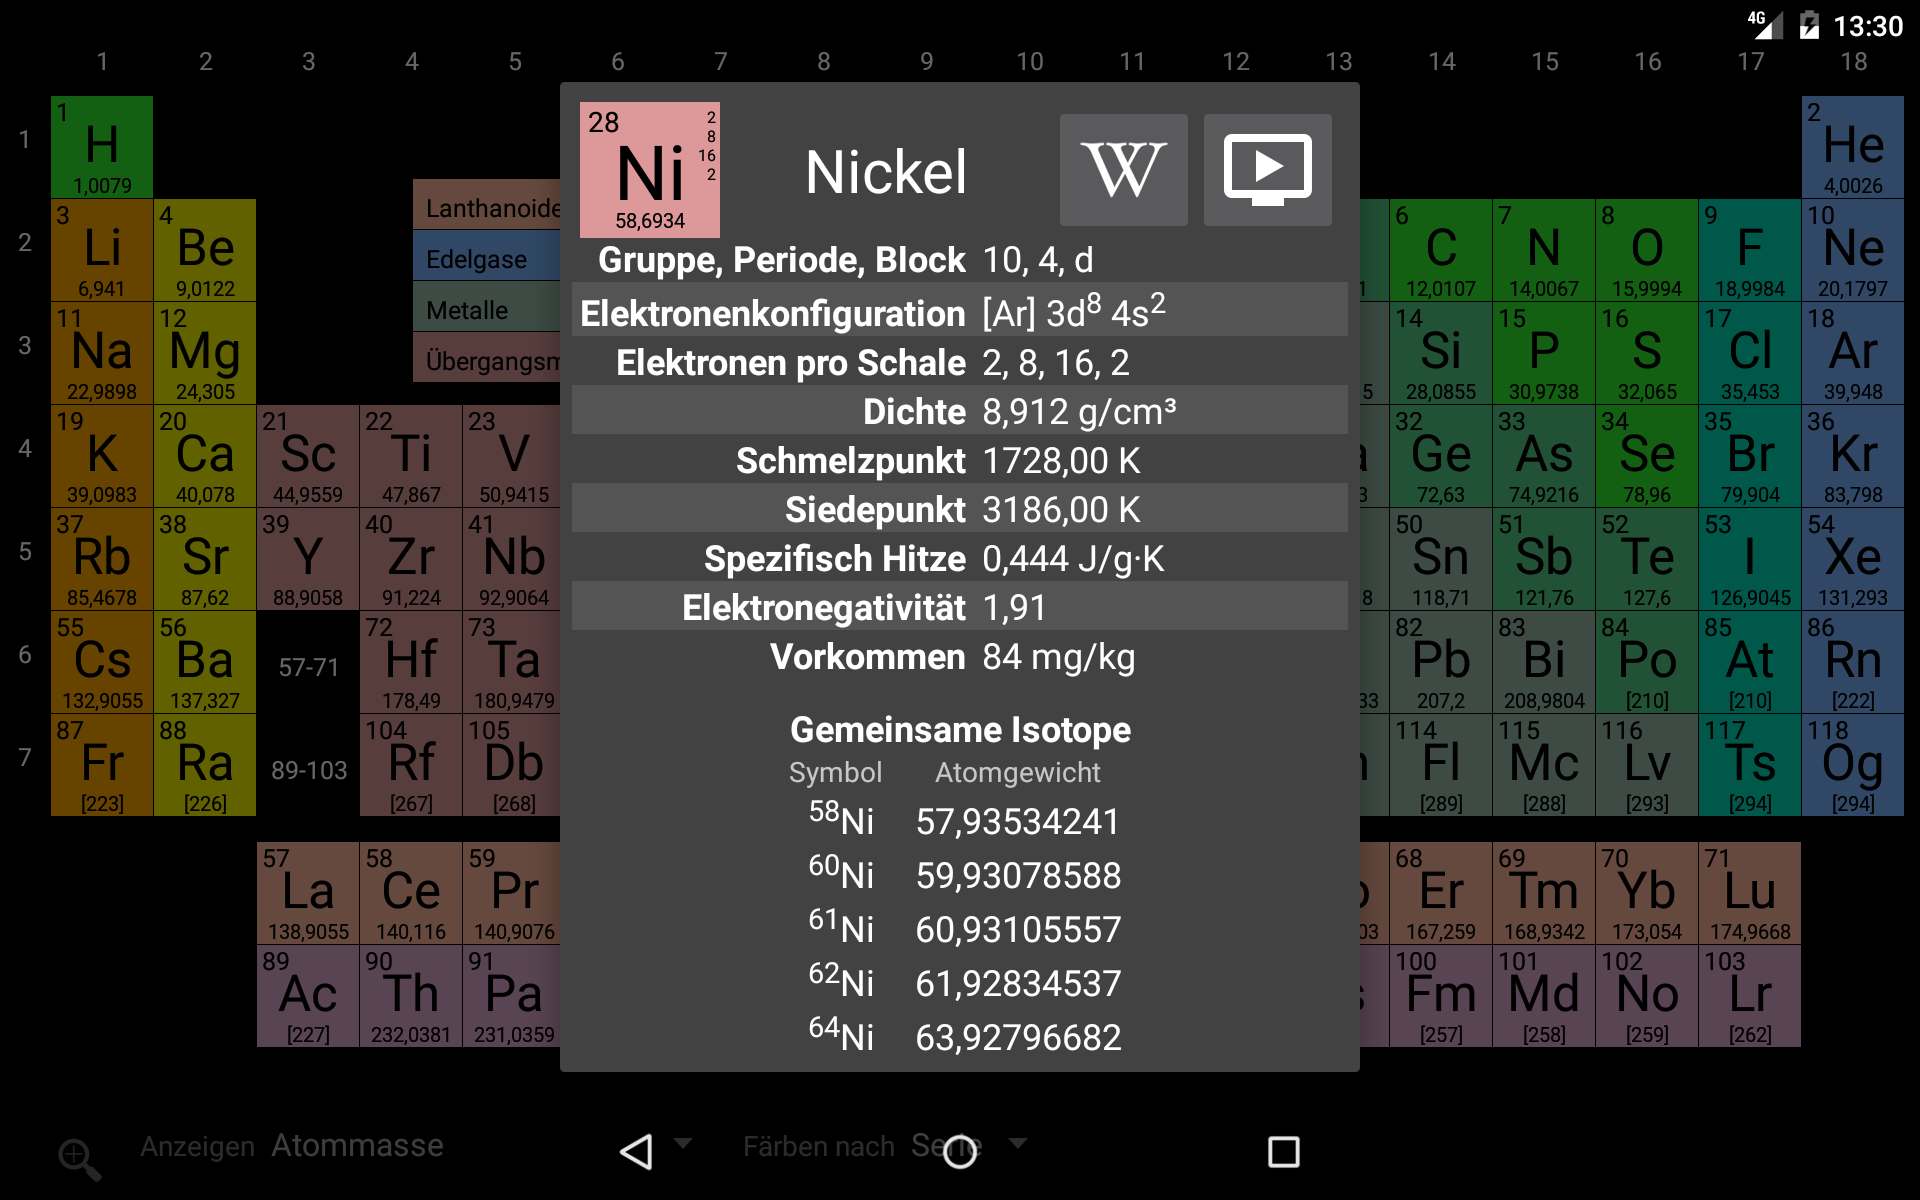 4G 13:30
1 2 3 4 5 6 7 8 9 10 11 12 13 14 15 16 17 18
1
1 H 1,0079
2 He 4,0026
2
3 Li 6,941
4 Be 9,0122
6 C 12,0107
7 N 14,0067
8 O 15,9994
9 F 18,9984
10 Ne 20,1797
3
11 Na 22,9898
12 Mg 24,305
14 Si 28,0855
15 P 30,9738
16 S 32,065
17 Cl 35,453
18 Ar 39,948
4
19 K 39,0983
20 Ca 40,078
21 Sc 44,9559
22 Ti 47,867
23 V 50,9415
32 Ge 72,63
33 As 74,9216
34 Se 78,96
35 Br 79,904
36 Kr 83,798
5
37 Rb 85,4678
38 Sr 87,62
39 Y 88,9058
40 Zr 91,224
41 Nb 92,9064
50 Sn 118,71
51 Sb 121,76
52 Te 127,6
53 I 126,9045
54 Xe 131,293
6
55 Cs 132,9055
56 Ba 137,327
57-71
72 Hf 178,49
73 Ta 180,9479
82 Pb 207,2
83 Bi 208,9804
84 Po [210]
85 At [210]
86 Rn [222]
7
87 Fr [223]
88 Ra [226]
89-103
104 Rf [267]
105 Db [268]
114 Fl [289]
115 Mc [288]
116 Lv [293]
117 Ts [294]
118 Og [294]
57 La 138,9055
58 Ce 140,116
59 Pr 140,9076
68 Er 167,259
69 Tm 168,9342
70 Yb 173,054
71 Lu 174,9668
89 Ac [227]
90 Th 232,0381
91 Pa 231,0359
100 Fm [257]
101 Md [258]
102 No [259]
103 Lr [262]
Lanthanoide
Edelgase
Metalle
Übergangsm
28 Ni 58,6934
2
8
16
2
Nickel
W
Gruppe, Periode, Block 10, 4, d
Elektronenkonfiguration [Ar] 3d⁸ 4s²
Elektronen pro Schale 2, 8, 16, 2
Dichte 8,912 g/cm³
Schmelzpunkt 1728,00 K
Siedepunkt 3186,00 K
Spezifisch Hitze 0,444 J/g·K
Elektronegativität 1,91
Vorkommen 84 mg/kg
Gemeinsame Isotope
Symbol Atomgewicht
⁵⁸Ni 57,93534241
⁶⁰Ni 59,93078588
⁶¹Ni 60,93105557
⁶²Ni 61,92834537
⁶⁴Ni 63,92796682
Anzeigen Atommasse Färben nach Serie